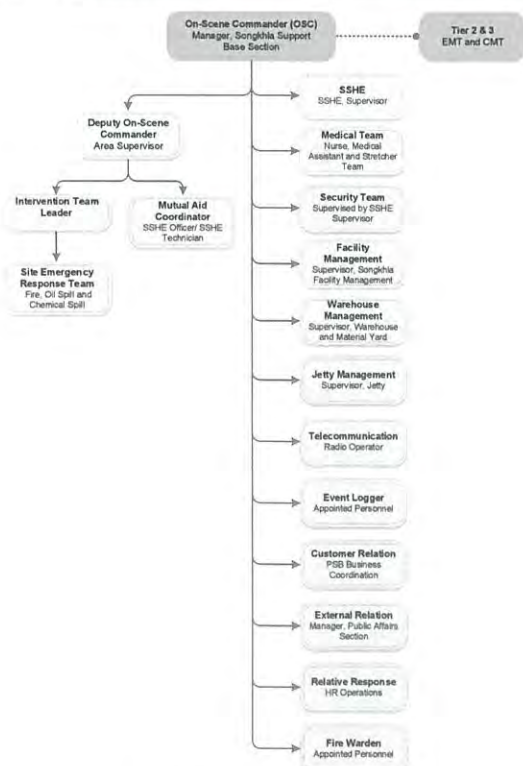 On-Scene Commander (OSC)
Manager, Songkhla Support
Base Section
Tier 2 & 3
EMT and CMT
Deputy On-Scene
Commander
Area Supervisor
Intervention Team
Leader
Mutual Aid
Coordinator
SSHE Officer/ SSHE
Technician
Site Emergency
Response Team
Fire, Oil Spill and
Chemical Spill
SSHE
SSHE, Supervisor
Medical Team
Nurse, Medical
Assistant and Stretcher
Team
Security Team
Supervised by SSHE
Supervisor
Facility
Management
Supervisor, Songkhla
Facility Management
Warehouse
Management
Supervisor, Warehouse
and Material Yard
Jetty Management
Supervisor, Jetty
Telecommunication
Radio Operator
Event Logger
Appointed Personnel
Customer Relation
PSB Business
Coordination
External Relation
Manager, Public Affairs
Section
Relative Response
HR Operations
Fire Warden
Appointed Personnel